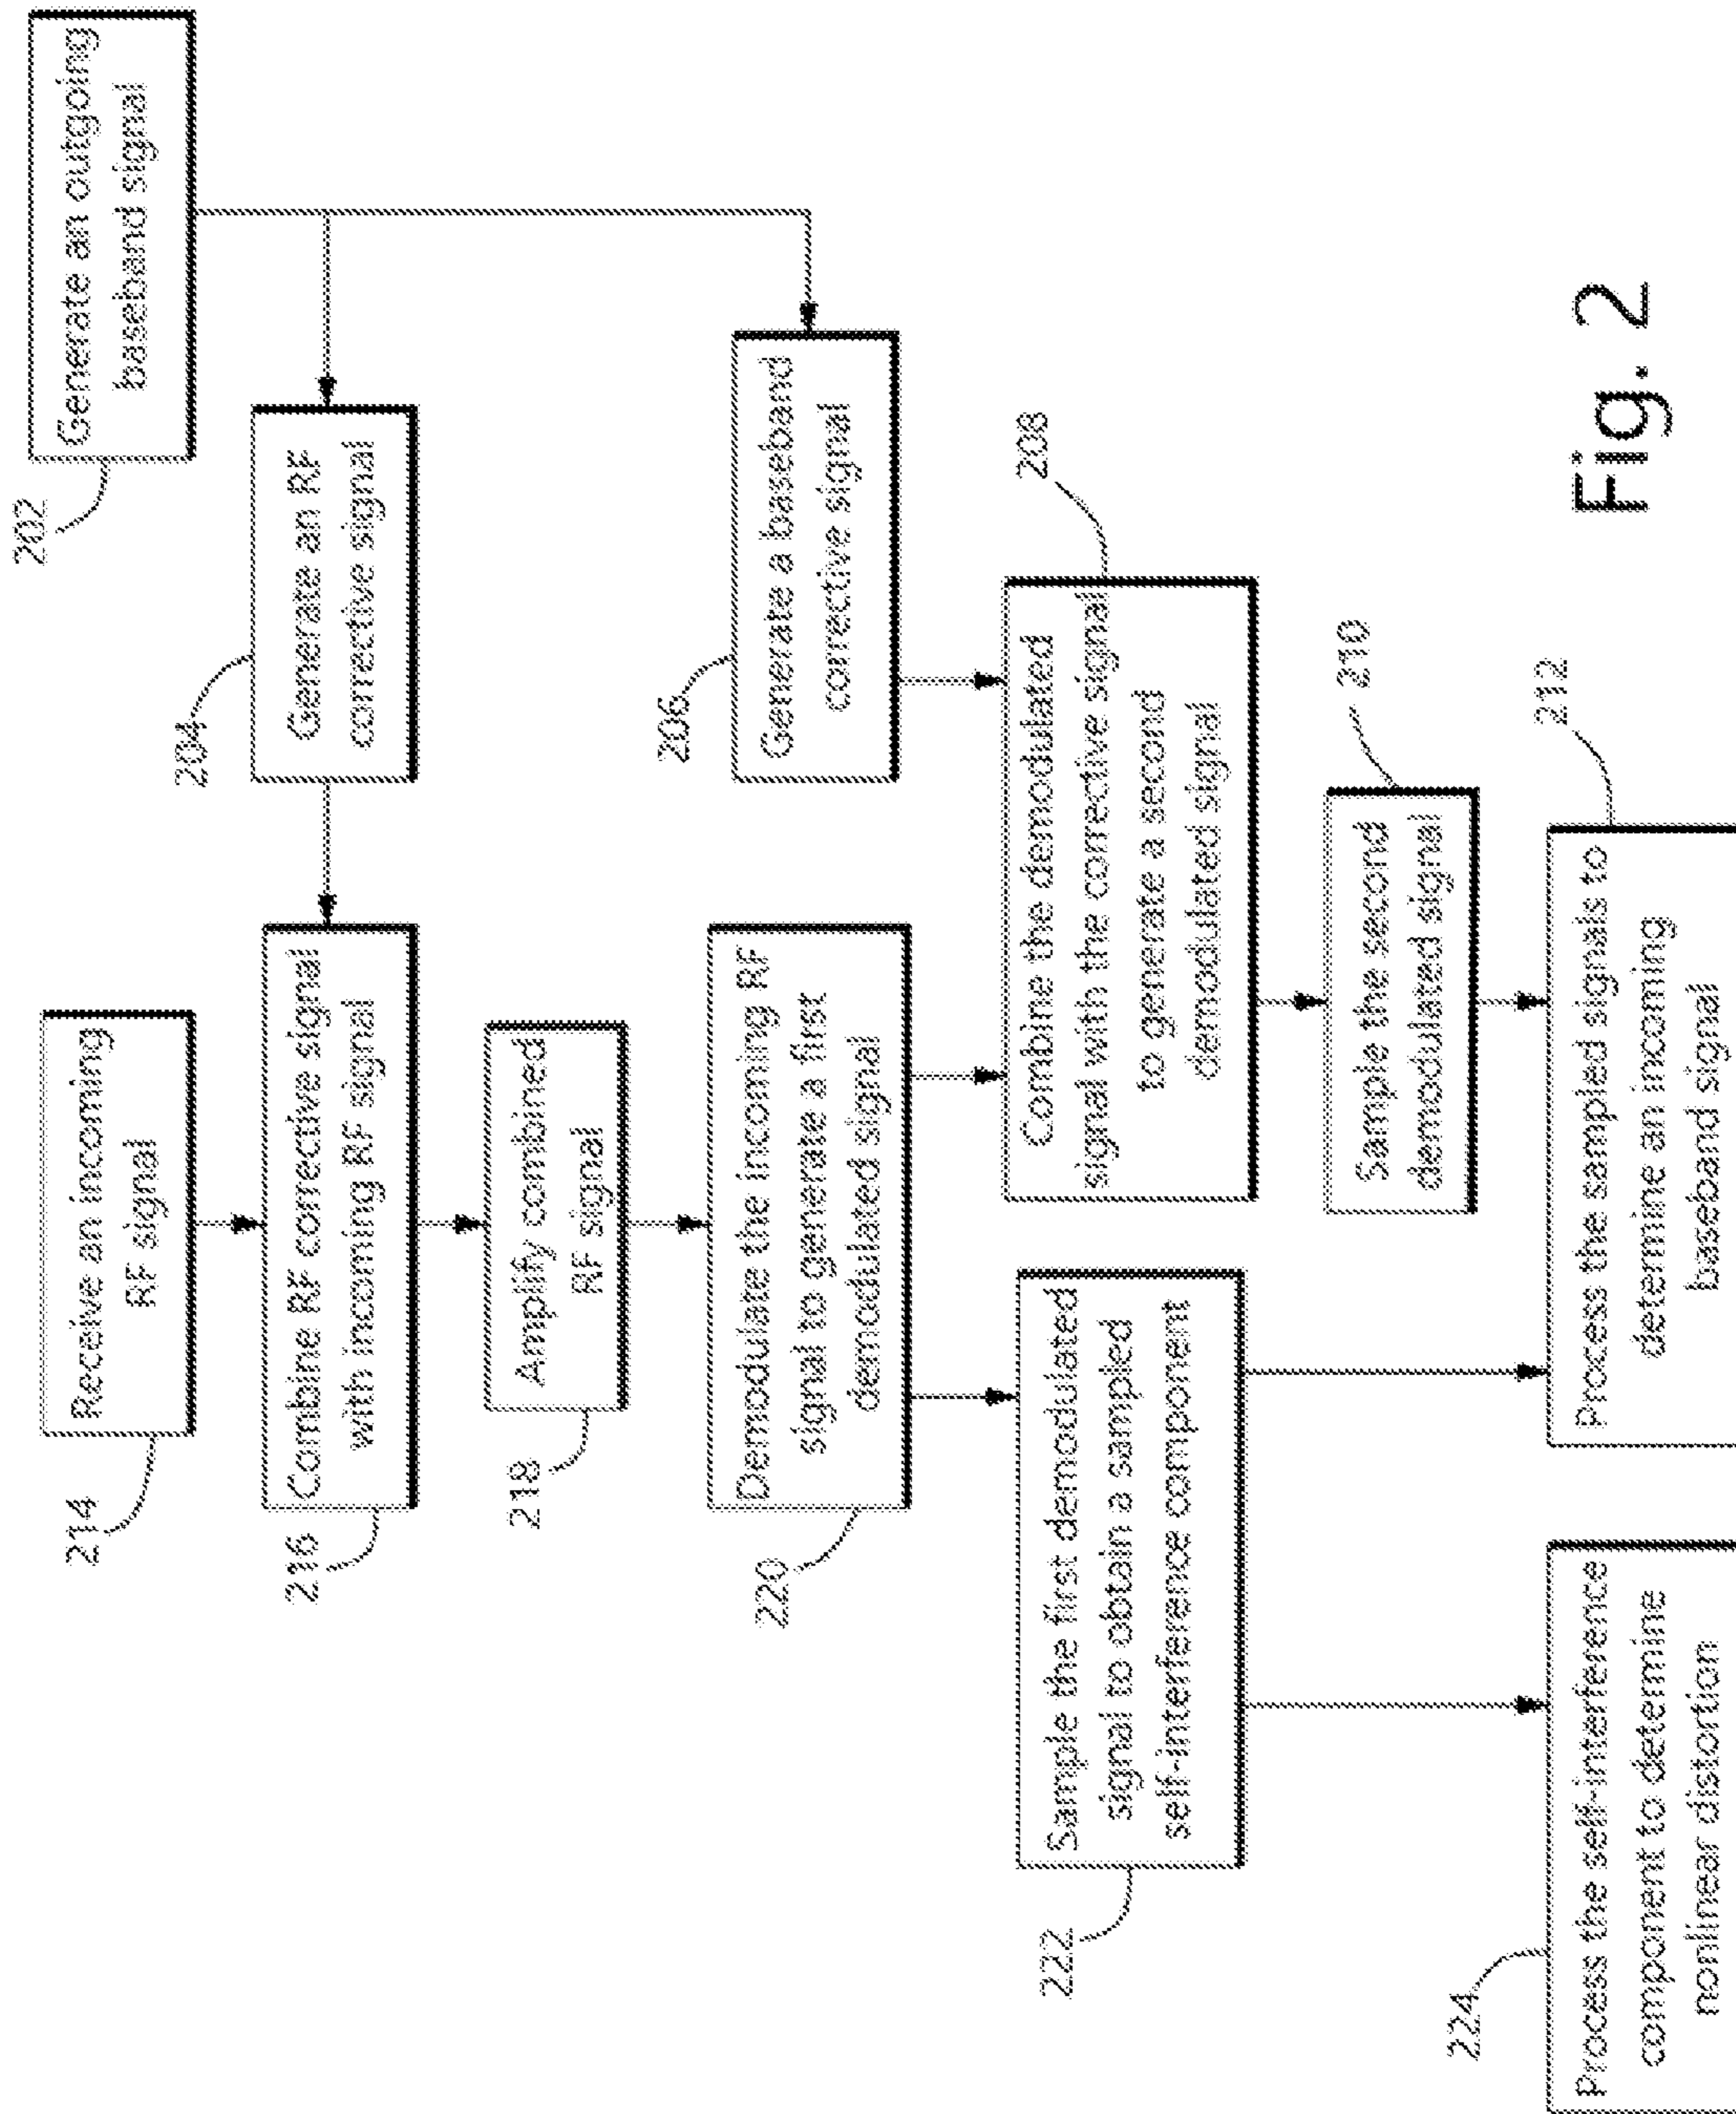 202
Generate an outgoing
baseband signal
214
Receive an incoming
RF signal
204
Generate an RF
corrective signal
216
Combine RF corrective signal
with incoming RF signal
218
Amplify combined
RF signal
206
Generate a baseband
corrective signal
220
Demodulate the incoming RF
signal to generate a first
demodulated signal
208
Combine the demodulated
signal with the corrective signal
to generate a second
demodulated signal
222
Sample the first demodulated
signal to obtain a sampled
self-interference component
210
Sample the second
demodulated signal
212
Process the sampled signals to
determine an incoming
baseband signal
224
Process the self-interference
component to determine
nonlinear distortion
Fig. 2